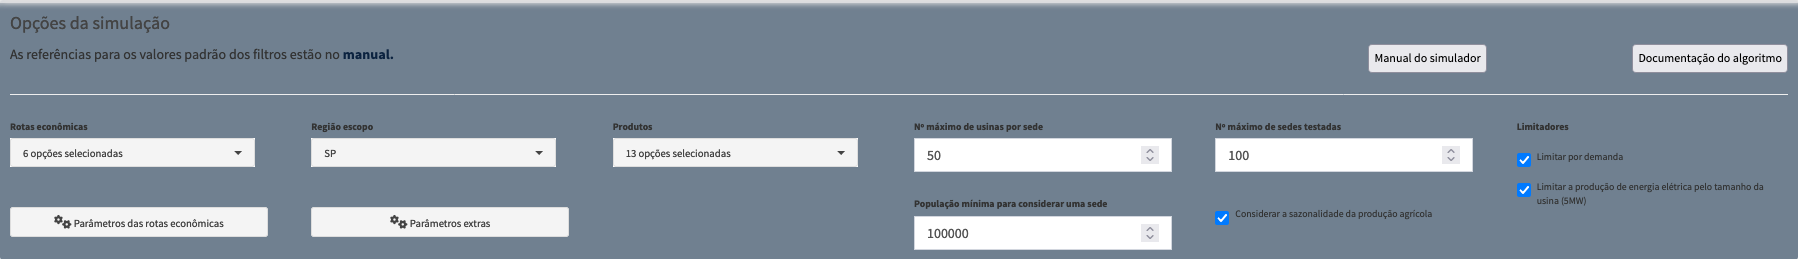 Opções da simulação
As referências para os valores padrão dos filtros estão no manual.
Manual do simulador
Documentação do algoritmo
Rotas econômicas
6 opções selecionadas
Região escopo
SP
Produtos
13 opções selecionadas
Nº máximo de usinas por sede
50
Nº máximo de sedes testadas
100
Limitadores
Limitar por demanda
Limitar a produção de energia elétrica pelo tamanho da
usina (5MW)
Parâmetros das rotas econômicas
Parâmetros extras
População mínima para considerar uma sede
100000
Considerar a sazonalidade da produção agrícola